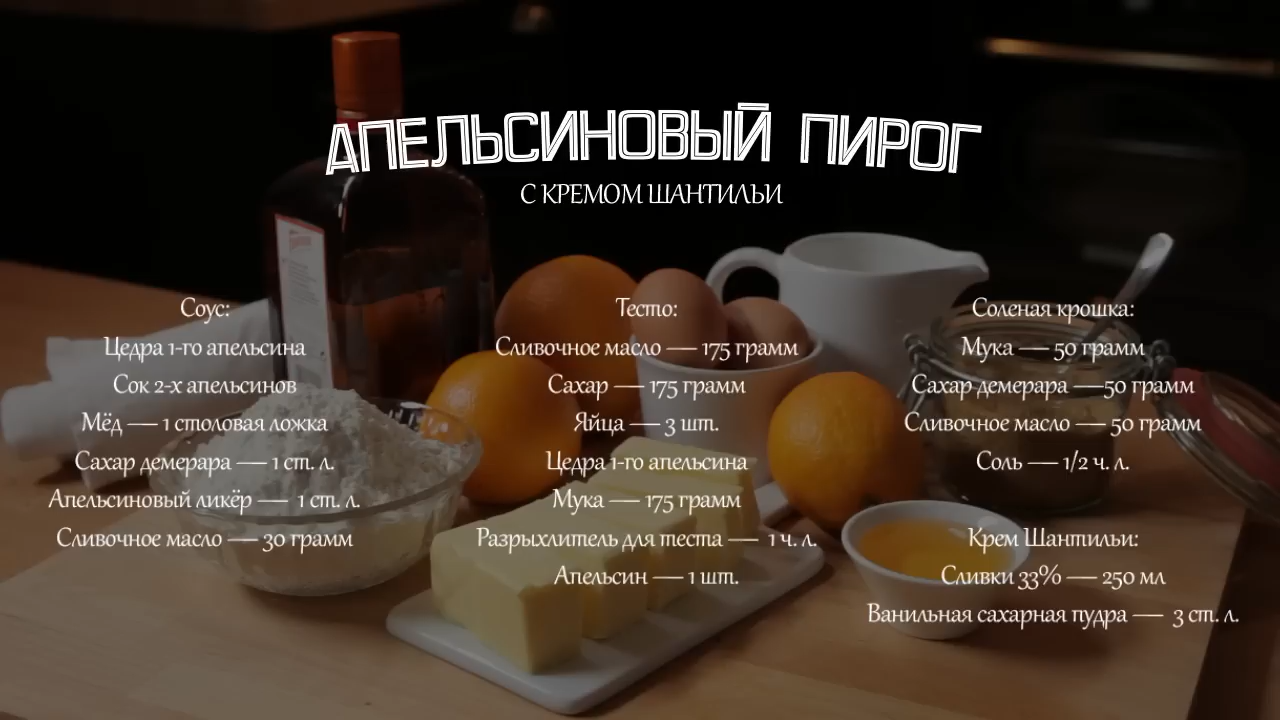 АПЕЛЬСИНОВЫЙ ПИРОГ
С КРЕМОМ ШАНТИЛЬИ
Соус:
Цедра 1-го апельсина
Сок 2-х апельсинов
Мёд — 1 столовая ложка
Сахар демерара — 1 ст. л.
Апельсиновый ликёр — 1 ст. л.
Сливочное масло — 30 грамм
Тесто:
Сливочное масло — 175 грамм
Сахар — 175 грамм
Яйца — 3 шт.
Цедра 1-го апельсина
Мука — 175 грамм
Разрыхлитель для теста — 1 ч. л.
Апельсин — 1 шт.
Соленая крошка:
Мука — 50 грамм
Сахар демерара —50 грамм
Сливочное масло — 50 грамм
Соль — 1/2 ч. л.
Крем Шантильи:
Сливки 33% — 250 мл
Ванильная сахарная пудра — 3 ст. л.